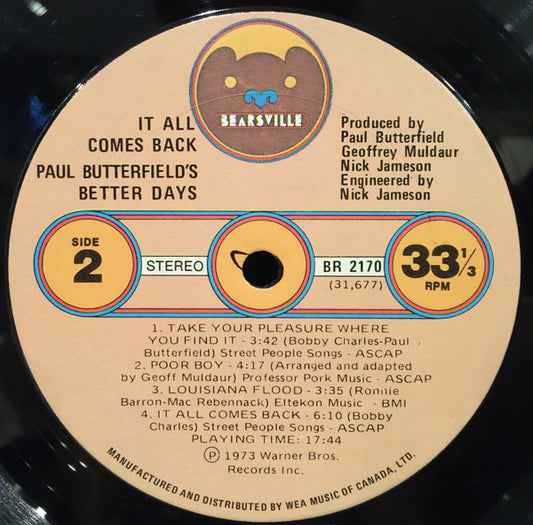 BEARSVILLE
IT ALL
COMES BACK
PAUL BUTTERFIELD'S
BETTER DAYS
Produced by
Paul Butterfield
Geoffrey Muldaur
Nick Jameson
Engineered by
Nick Jameson
SIDE
2
STEREO
BR 2170
(31,677)
33 1/3
RPM
1. TAKE YOUR PLEASURE WHERE
YOU FIND IT - 3:42 (Bobby Charles-Paul
Butterfield) Street People Songs - ASCAP
2. POOR BOY - 4:17 (Arranged and adapted
by Geoff Muldaur) Professor Pork Music - ASCAP
3. LOUISIANA FLOOD - 3:35 (Ronnie
Barron-Mac Rebennack) Eltekon Music - BMI
4. IT ALL COMES BACK - 6:10 (Bobby
Charles) Street People Songs - ASCAP
PLAYING TIME: 17:44
Ⓟ 1973 Warner Bros.
Records Inc.
MANUFACTURED AND DISTRIBUTED BY WEA MUSIC OF CANADA, LTD.